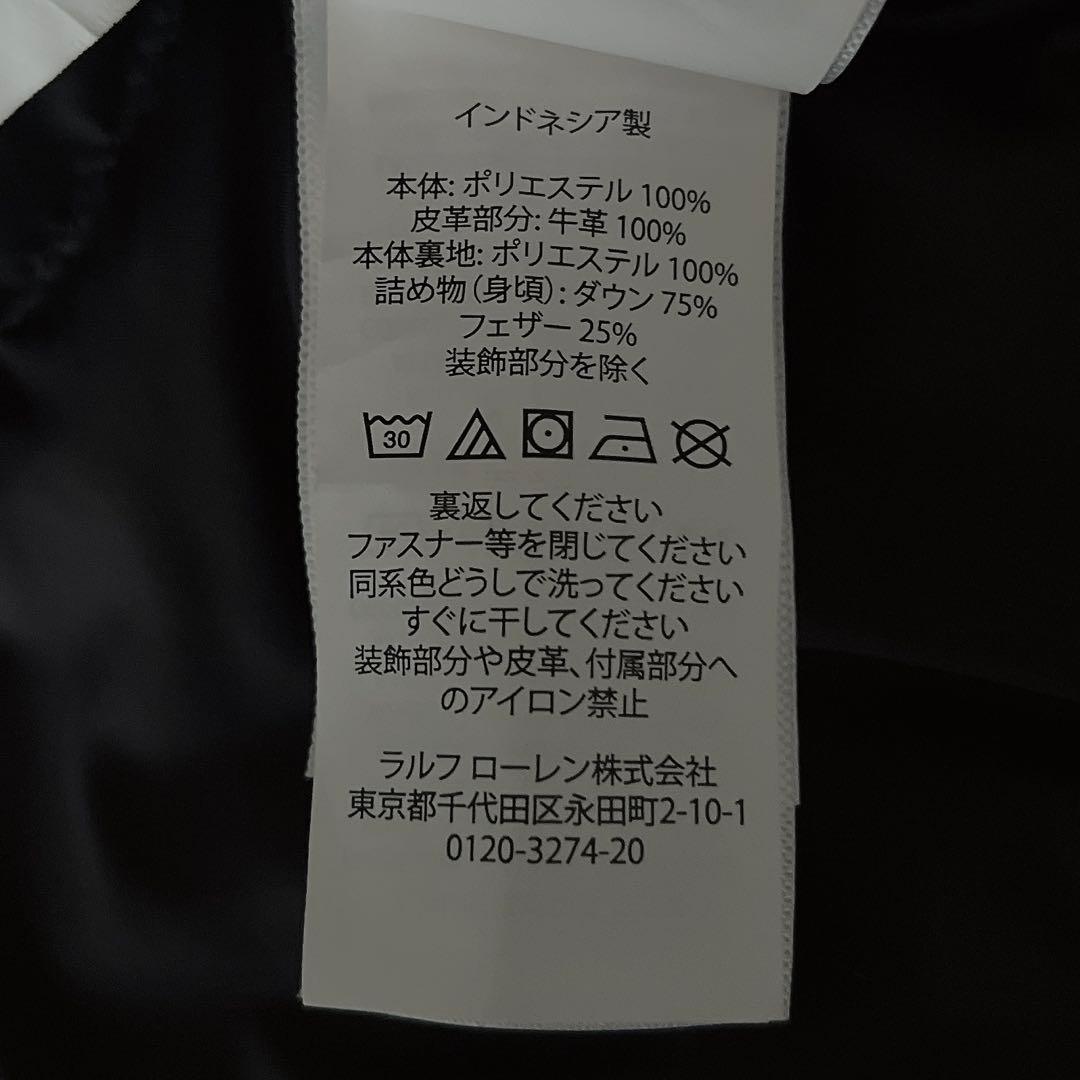 インドネシア製
本体: ポリエステル 100%
皮革部分: 牛革 100%
本体裏地: ポリエステル 100%
詰め物 (身頃) : ダウン 75%
フェザー 25%
装飾部分を除く
30
裏返してください
ファスナー等を閉じてください
同系色どうしで洗ってください
すぐに干してください
装飾部分や皮革、付属部分へ
のアイロン禁止
ラルフ ローレン株式会社
東京都千代田区永田町2-10-1
0120-3274-20